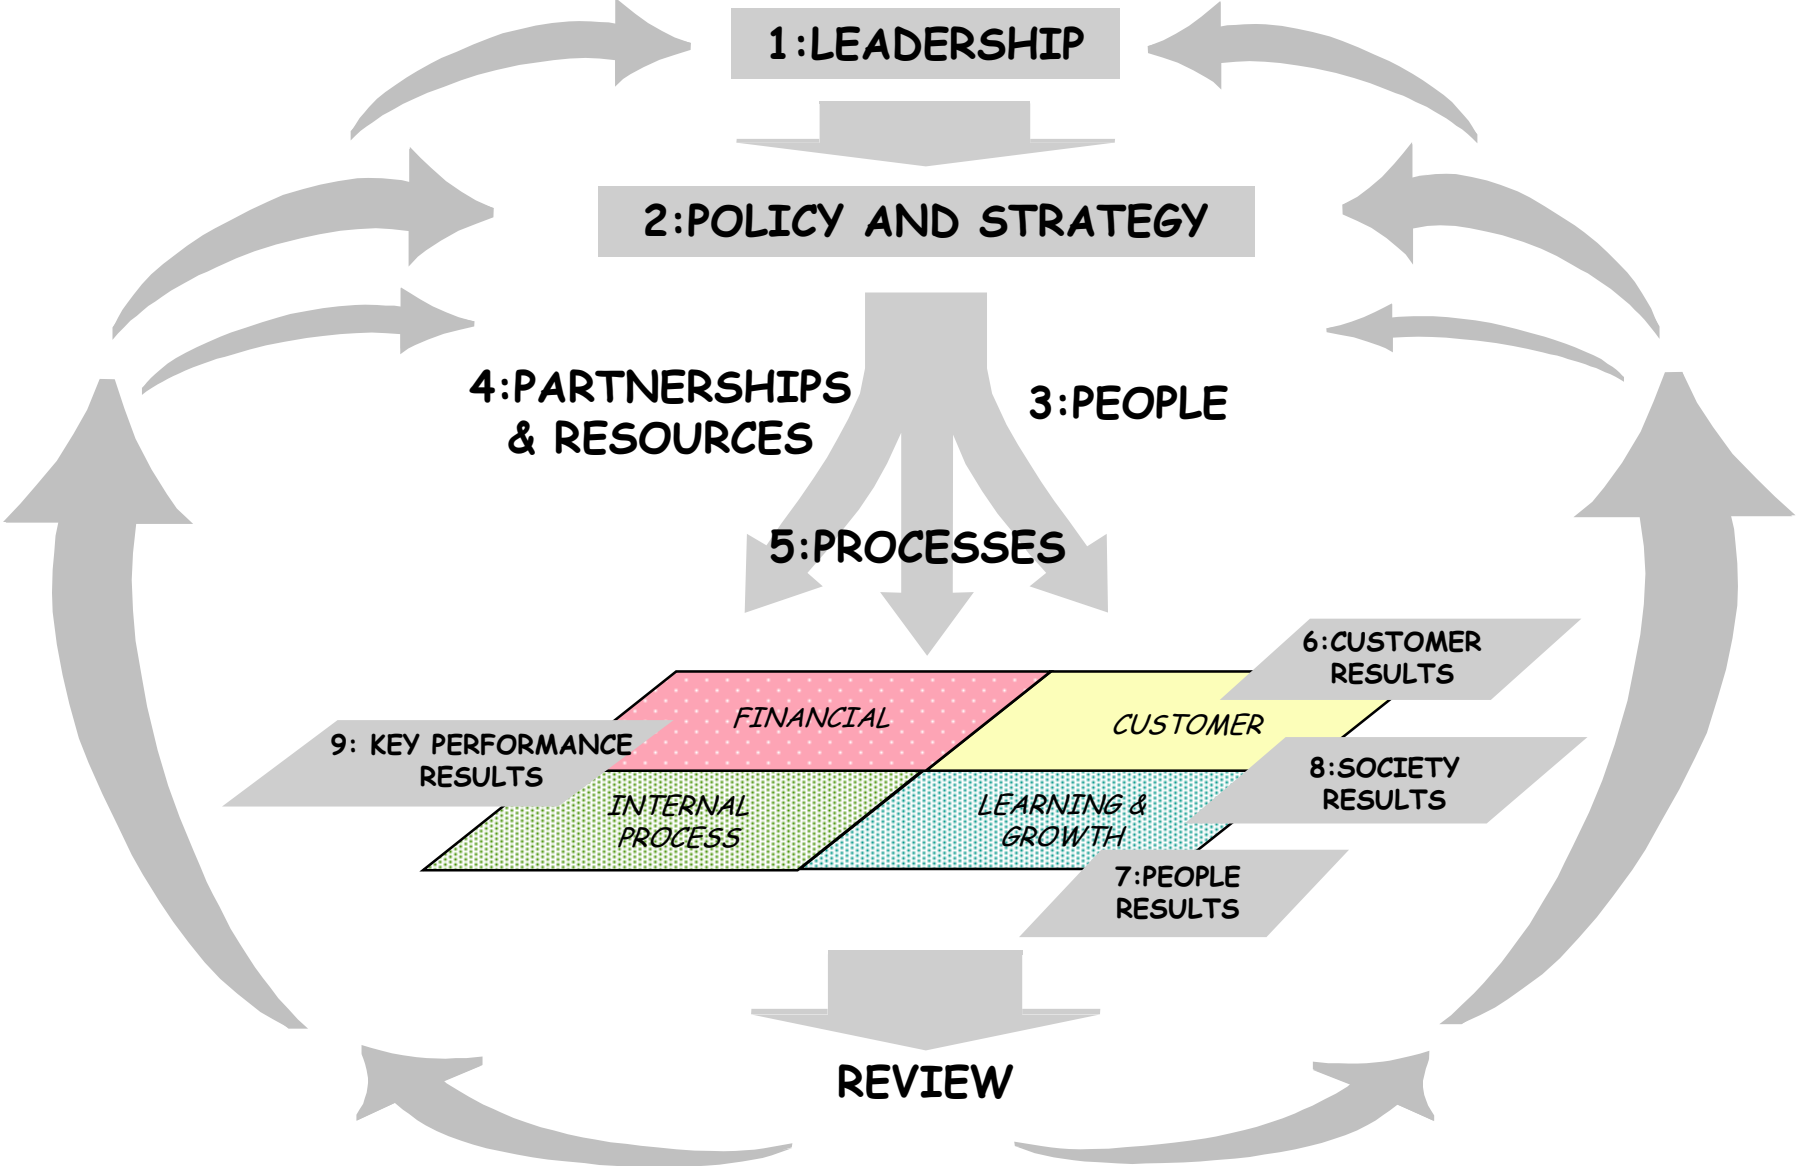 1:LEADERSHIP
2:POLICY AND STRATEGY
4:PARTNERSHIPS
& RESOURCES
3:PEOPLE
5:PROCESSES
6:CUSTOMER
RESULTS
FINANCIAL
CUSTOMER
9: KEY PERFORMANCE
RESULTS
8:SOCIETY
RESULTS
INTERNAL
PROCESS
LEARNING &
GROWTH
7:PEOPLE
RESULTS
REVIEW